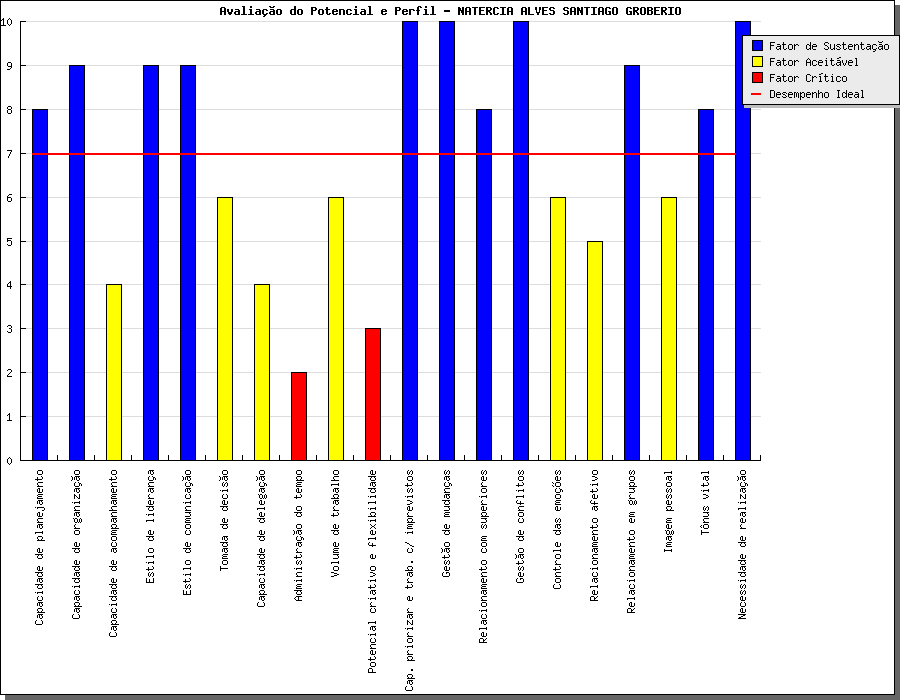 Avaliação do Potencial e Perfil - NATERCIA ALVES SANTIAGO GROBERIO
10
9
8
7
6
5
4
3
2
1
0
Fator de Sustentação
Fator Aceitável
Fator Crítico
Desempenho Ideal
Capacidade de planejamento
Capacidade de organização
Capacidade de acompanhamento
Estilo de liderança
Estilo de comunicação
Tomada de decisão
Capacidade de delegação
Administração do tempo
Volume de trabalho
Potencial criativo e flexibilidade
Cap. priorizar e trab. c/ imprevistos
Gestão de mudanças
Relacionamento com superiores
Gestão de conflitos
Controle das emoções
Relacionamento afetivo
Relacionamento em grupos
Imagem pessoal
Tônus vital
Necessidade de realização